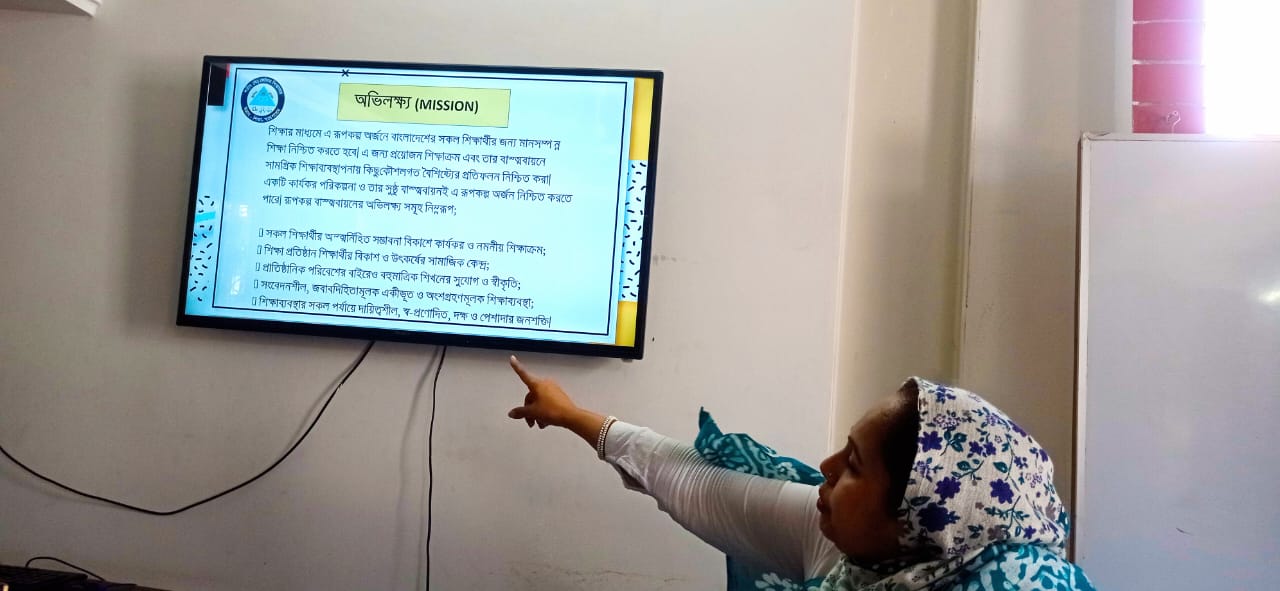 অভিলক্ষ্য (MISSION)
শিক্ষার মাধ্যমে এ রূপকল্প অর্জনে বাংলাদেশের সকল শিক্ষার্থীর জন্য মানসম্পন্ন
শিক্ষা নিশ্চিত করতে হবে| এ জন্য প্রয়োজন শিক্ষাক্রম এবং তার বাস্তবায়নে
সামগ্রিক শিক্ষাব্যবস্থাপনায় কিছুকৌশলগত বৈশিষ্ট্যের প্রতিফলন নিশ্চিত করা|
একটি কার্যকর পরিকল্পনা ও তার সুষ্ঠু বাস্তবায়নই এ রূপকল্প অর্জন নিশ্চিত করতে
পারে| রূপকল্প বাস্তবায়নের অভিলক্ষ্য সমূহ নিম্নরূপ;
▯ সকল শিক্ষার্থীর অন্তর্নিহিত সম্ভাবনা বিকাশে কার্যকর ও নমনীয় শিক্ষাক্রম;
▯ শিক্ষা প্রতিষ্ঠান শিক্ষার্থীর বিকাশ ও উৎকর্ষের সামাজিক কেন্দ্র;
▯ প্রাতিষ্ঠানিক পরিবেশের বাইরেও বহুমাত্রিক শিখনের সুযোগ ও স্বীকৃতি;
▯ সংবেদনশীল, জবাবদিহিতামূলক একীভূত ও অংশগ্রহণমূলক শিক্ষাব্যবস্থা;
▯ শিক্ষাব্যবস্থার সকল পর্যায়ে দায়িত্বশীল, স্ব-প্রণোদিত, দক্ষ ও পেশাদার জনশক্তি|